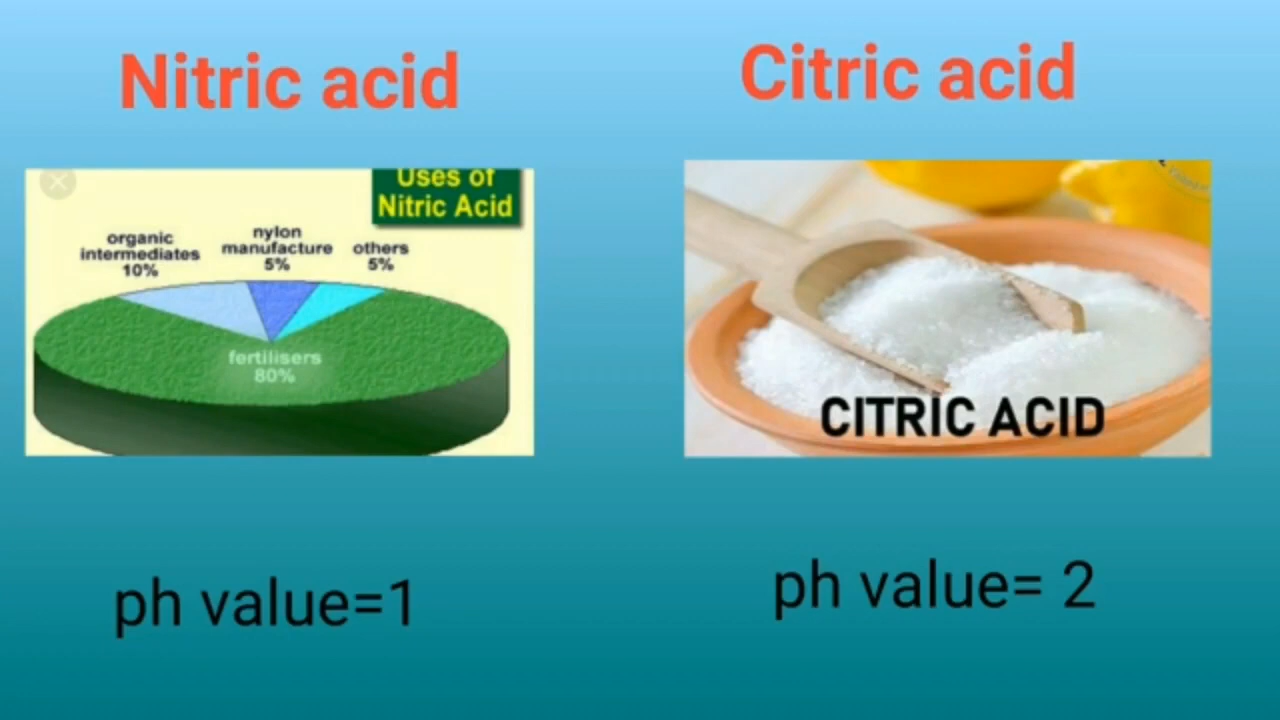 Nitric acid
Citric acid
Uses of
Nitric Acid
organic
intermediates
10%
nylon
manufacture
5%
others
5%
fertilisers
80%
CITRIC ACID
ph value=1
ph value= 2